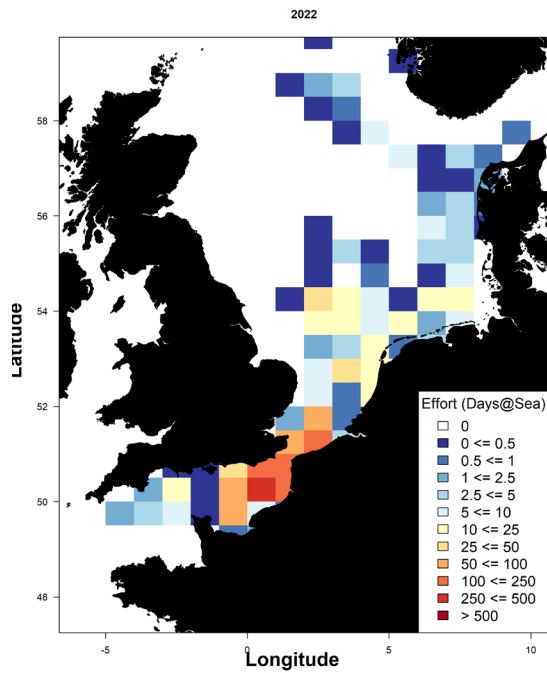 2022
58
56
54
52
50
48
Latitude
Effort (Days@Sea)
0
0 <= 0.5
0.5 <= 1
1 <= 2.5
2.5 <= 5
5 <= 10
10 <= 25
25 <= 50
50 <= 100
100 <= 250
250 <= 500
> 500
-5
0
5
10
Longitude